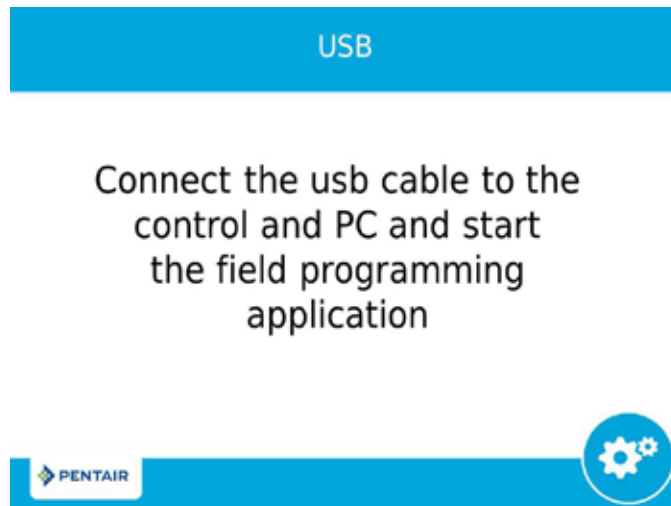 USB
Connect the usb cable to the
control and PC and start
the field programming
application
PENTAIR